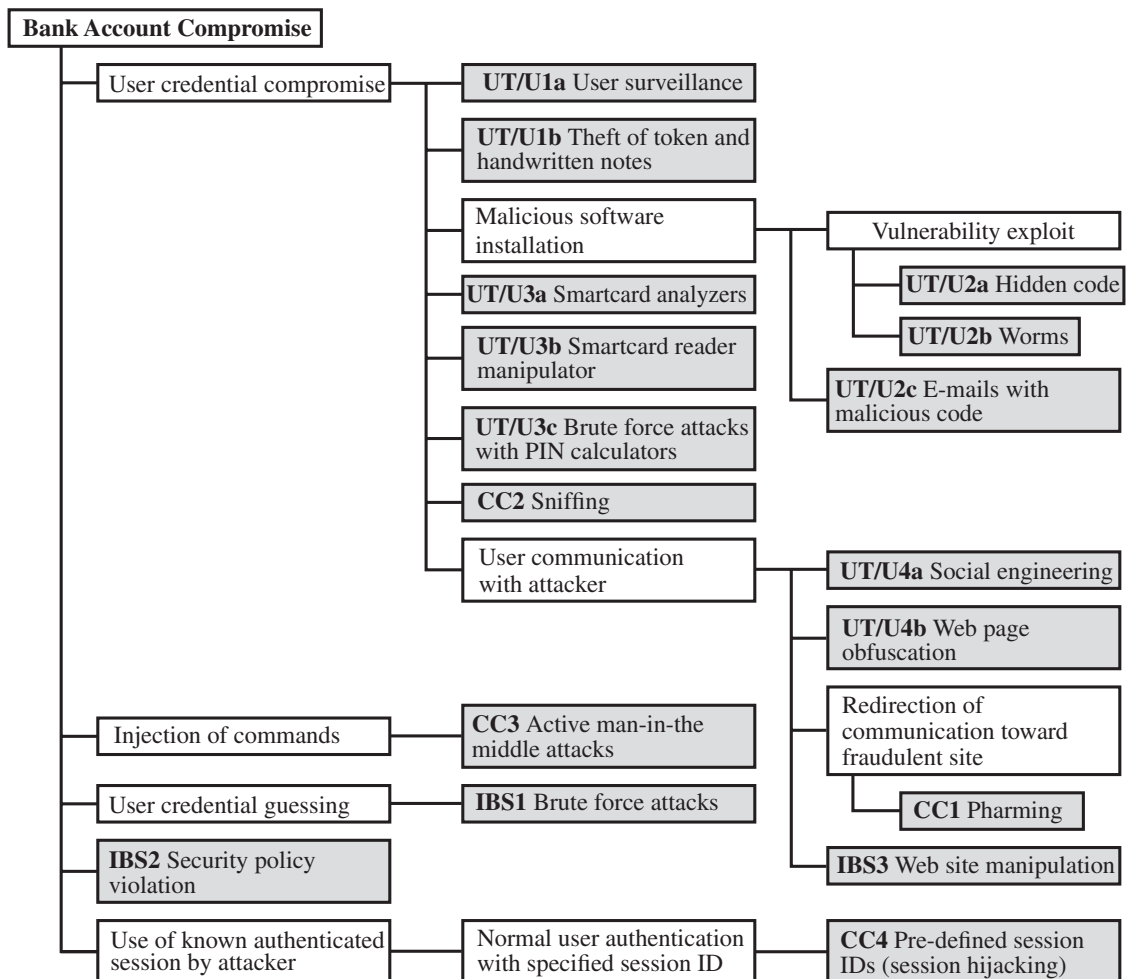 Bank Account Compromise
User credential compromise
UT/U1a User surveillance
UT/U1b Theft of token and
handwritten notes
Malicious software
installation
Vulnerability exploit
UT/U2a Hidden code
UT/U2b Worms
UT/U2c E-mails with
malicious code
UT/U3a Smartcard analyzers
UT/U3b Smartcard reader
manipulator
UT/U3c Brute force attacks
with PIN calculators
CC2 Sniffing
User communication
with attacker
UT/U4a Social engineering
UT/U4b Web page
obfuscation
Redirection of
communication toward
fraudulent site
CC1 Pharming
IBS3 Web site manipulation
Injection of commands
CC3 Active man-in-the
middle attacks
User credential guessing
IBS1 Brute force attacks
IBS2 Security policy
violation
Use of known authenticated
session by attacker
Normal user authentication
with specified session ID
CC4 Pre-defined session
IDs (session hijacking)